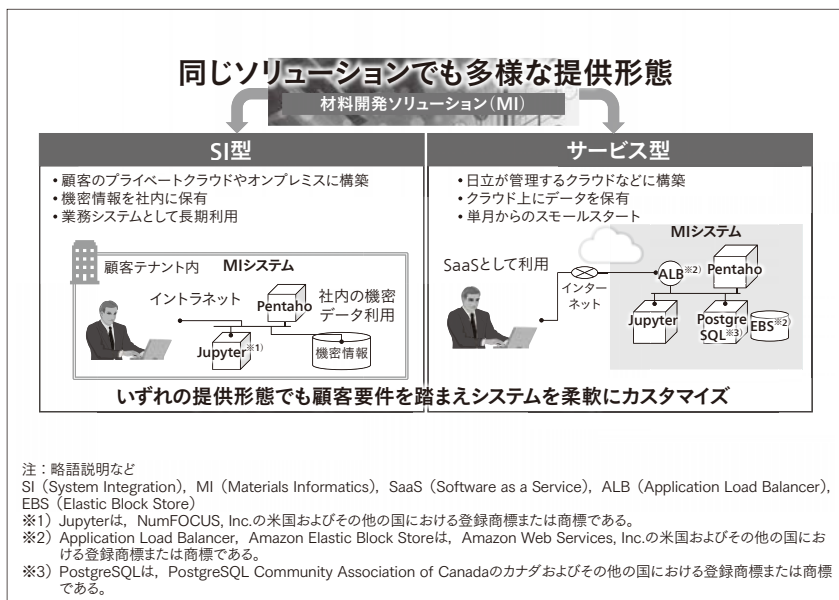 同じソリューションでも多様な提供形態
材料開発ソリューション(MI)
SI型
• 顧客のプライベートクラウドやオンプレミスに構築
• 機密情報を社内に保有
• 業務システムとして長期利用
顧客テナント内
MIシステム
イントラネット
Pentaho
社内の機密
データ利用
Jupyter※1)
機密情報
サービス型
• 日立が管理するクラウドなどに構築
• クラウド上にデータを保有
• 単月からのスモールスタート
MIシステム
SaaSとして利用
インター
ネット
ALB※2)
Pentaho
Jupyter
Postgre
SQL※3)
EBS※2)
いずれの提供形態でも顧客要件を踏まえシステムを柔軟にカスタマイズ
注：略語説明など
SI（System Integration），MI（Materials Informatics），SaaS（Software as a Service），ALB（Application Load Balancer），
EBS（Elastic Block Store）
※1）Jupyterは，NumFOCUS, Inc.の米国およびその他の国における登録商標または商標である。
※2）Application Load Balancer，Amazon Elastic Block Storeは，Amazon Web Services, Inc.の米国およびその他の国にお
ける登録商標または商標である。
※3）PostgreSQLは，PostgreSQL Community Association of Canadaのカナダおよびその他の国における登録商標または商標
である。